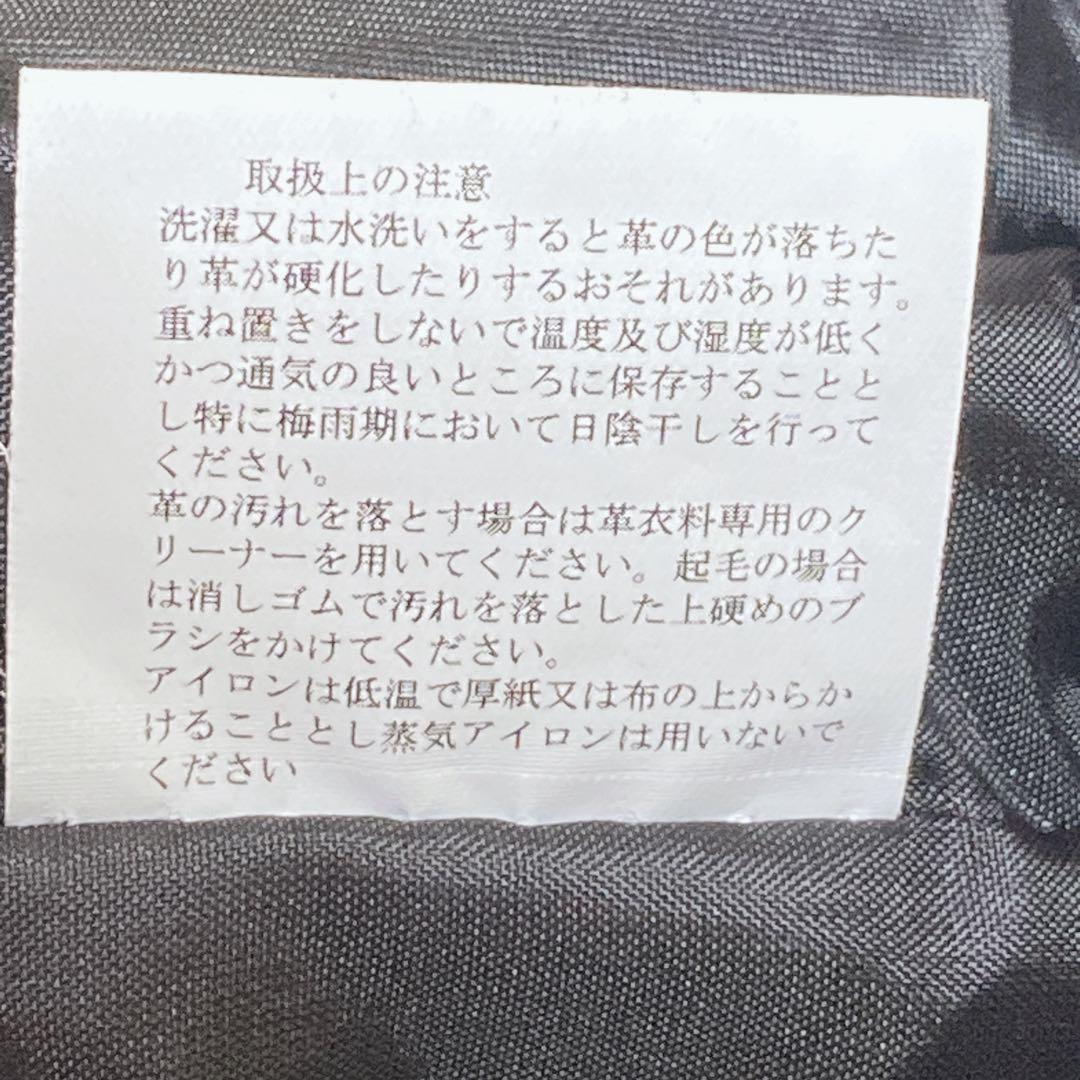 取扱上の注意
洗濯又は水洗いをすると革の色が落ちた
り革が硬化したりするおそれがあります。
重ね置きをしないで温度及び湿度が低く
かつ通気の良いところに保存することと
し特に梅雨期において日陰干しを行って
ください。
革の汚れを落とす場合は革衣料専用のク
リーナーを用いてください。起毛の場合
は消しゴムで汚れを落とした上硬めのブ
ラシをかけてください。
アイロンは低温で厚紙又は布の上からか
けることとし蒸気アイロンは用いないで
ください